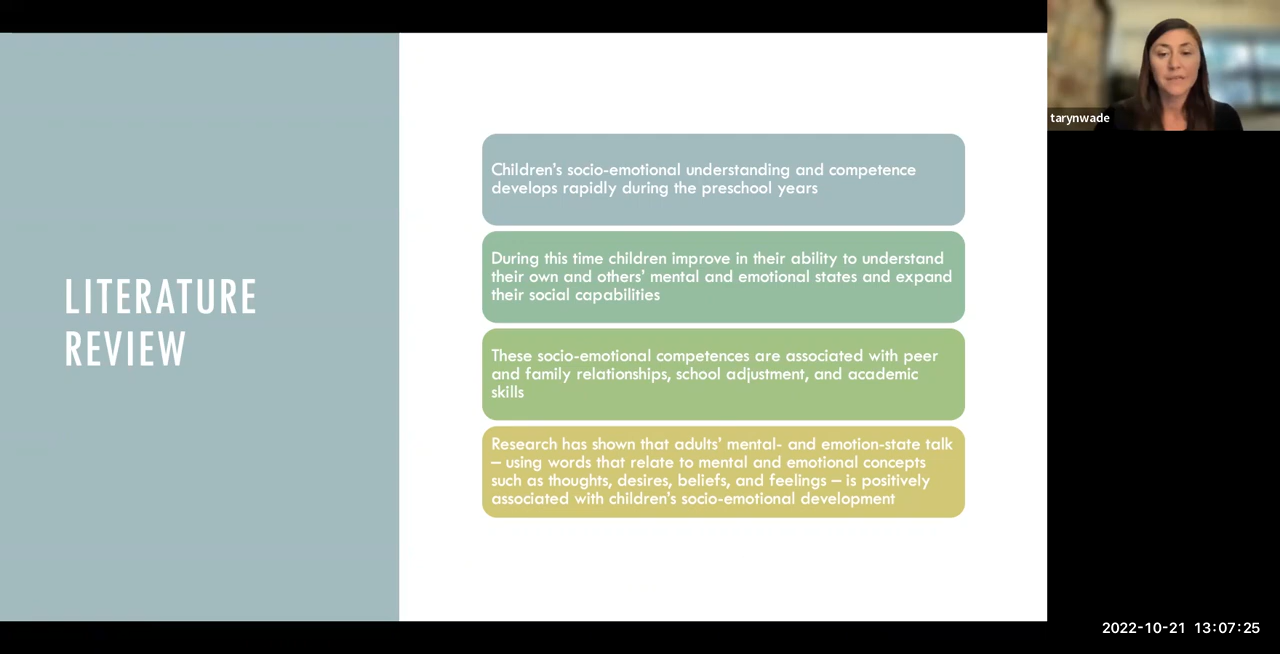 LITERATURE
REVIEW
Children's socio-emotional understanding and competence
develops rapidly during the preschool years
During this time children improve in their ability to understand
their own and others' mental and emotional states and expand
their social capabilities
These socio-emotional competences are associated with peer
and family relationships, school adjustment, and academic
skills
Research has shown that adults' mental- and emotion-state talk
– using words that relate to mental and emotional concepts
such as thoughts, desires, beliefs, and feelings – is positively
associated with children's socio-emotional development
tarynwade
2022-10-21 13:07:25